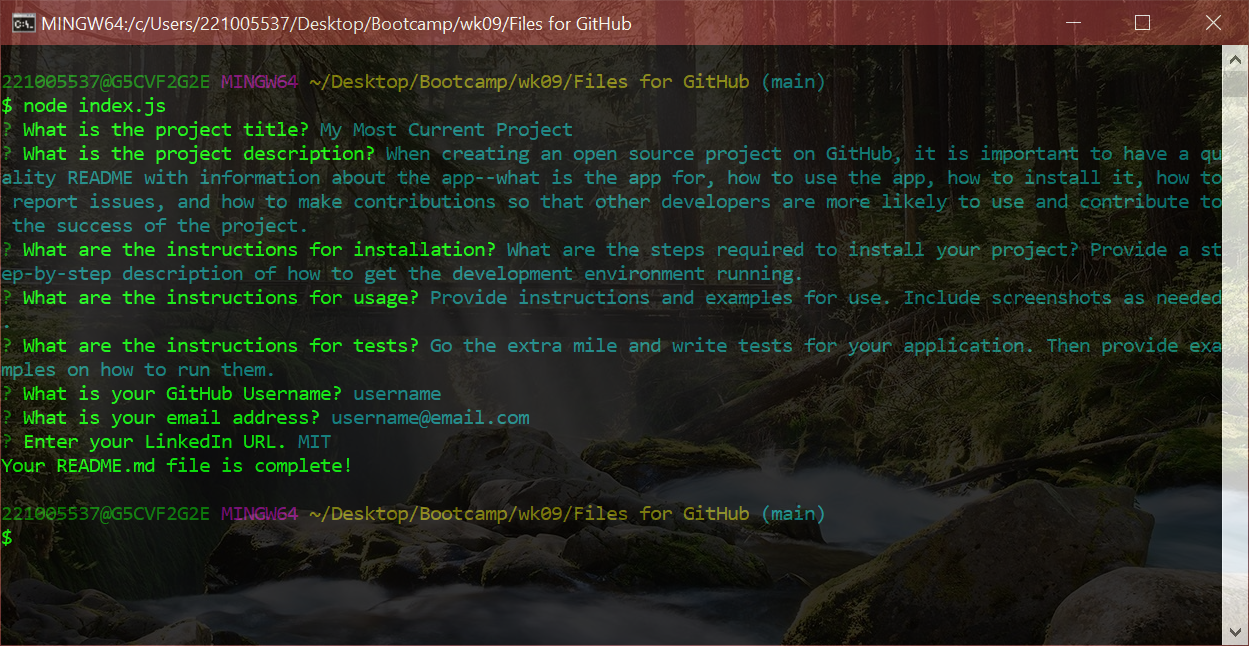 MINGW64:/c/Users/221005537/Desktop/Bootcamp/wk09/Files for GitHub
221005537@G5CVF2G2E MINGW64 ~/Desktop/Bootcamp/wk09/Files for GitHub (main)
$ node index.js
? What is the project title? My Most Current Project
? What is the project description? When creating an open source project on GitHub, it is important to have a qu
ality README with information about the app--what is the app for, how to use the app, how to install it, how to
 report issues, and how to make contributions so that other developers are more likely to use and contribute to
 the success of the project.
? What are the instructions for installation? What are the steps required to install your project? Provide a st
ep-by-step description of how to get the development environment running.
? What are the instructions for usage? Provide instructions and examples for use. Include screenshots as needed
.
? What are the instructions for tests? Go the extra mile and write tests for your application. Then provide exa
mples on how to run them.
? What is your GitHub Username? username
? What is your email address? username@email.com
? Enter your LinkedIn URL. MIT
Your README.md file is complete!
221005537@G5CVF2G2E MINGW64 ~/Desktop/Bootcamp/wk09/Files for GitHub (main)
$